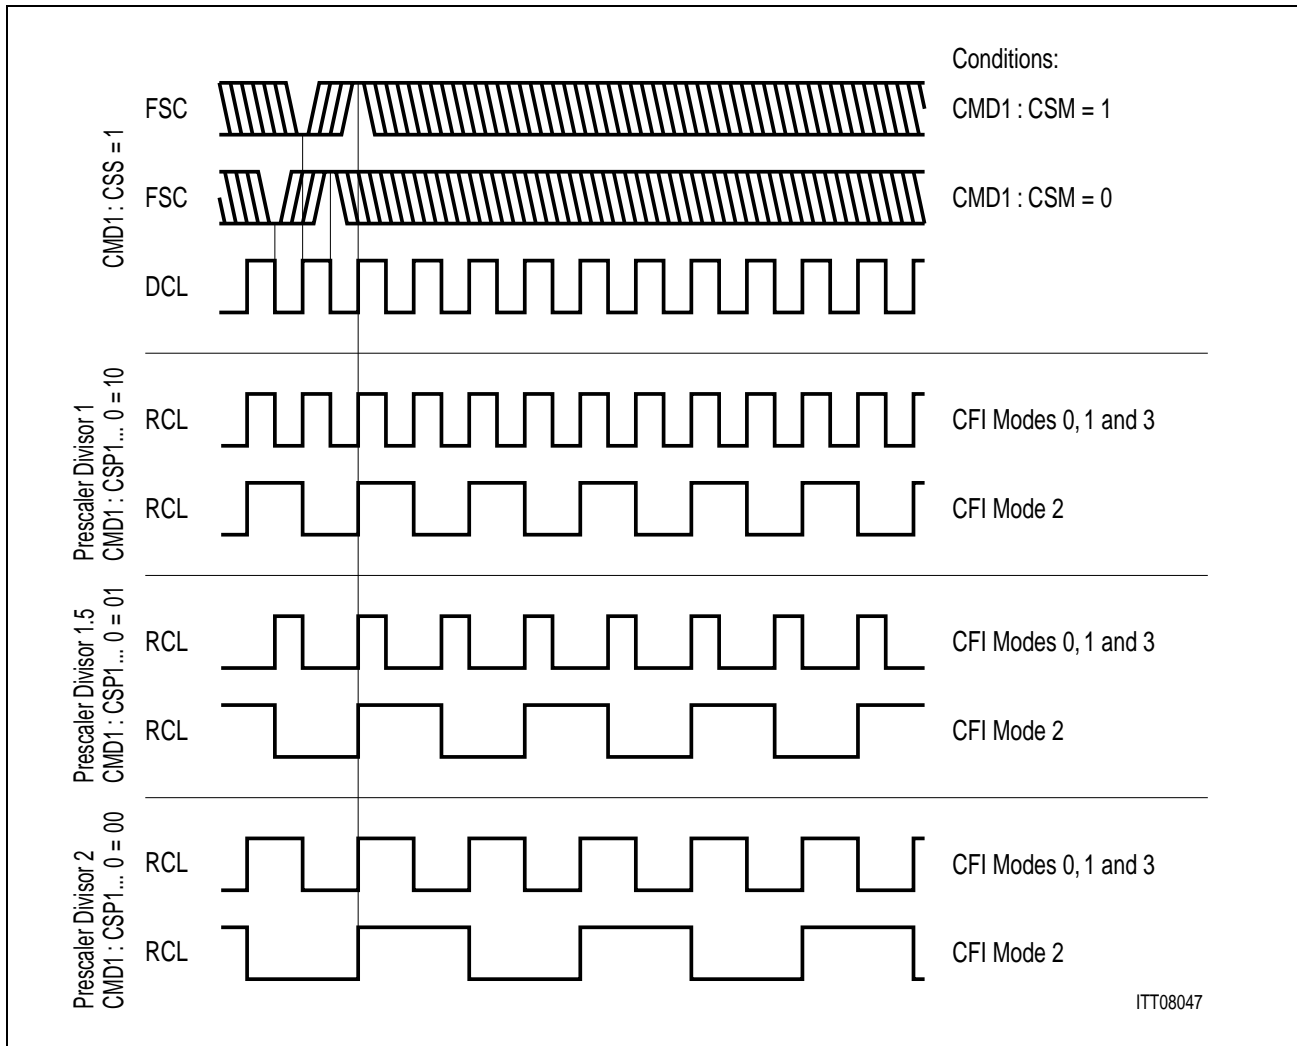 Conditions:
CMD1 : CSS = 1
FSC
CMD1 : CSM = 1
FSC
CMD1 : CSM = 0
DCL
Prescaler Divisor 1
CMD1 : CSP1... 0 = 10
RCL
CFI Modes 0, 1 and 3
RCL
CFI Mode 2
Prescaler Divisor 1.5
CMD1 : CSP1... 0 = 01
RCL
CFI Modes 0, 1 and 3
RCL
CFI Mode 2
Prescaler Divisor 2
CMD1 : CSP1... 0 = 00
RCL
CFI Modes 0, 1 and 3
RCL
CFI Mode 2
ITT08047